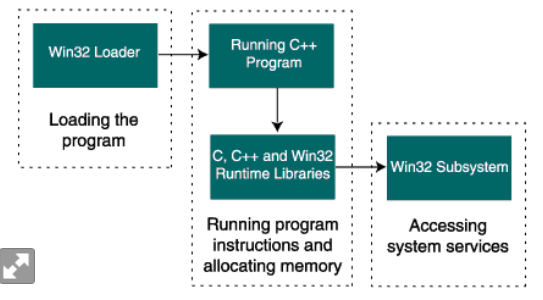 Win32 Loader
Loading the
program
Running C++
Program
C, C++ and Win32
Runtime Libraries
Running program
instructions and
allocating memory
Win32 Subsystem
Accessing
system services